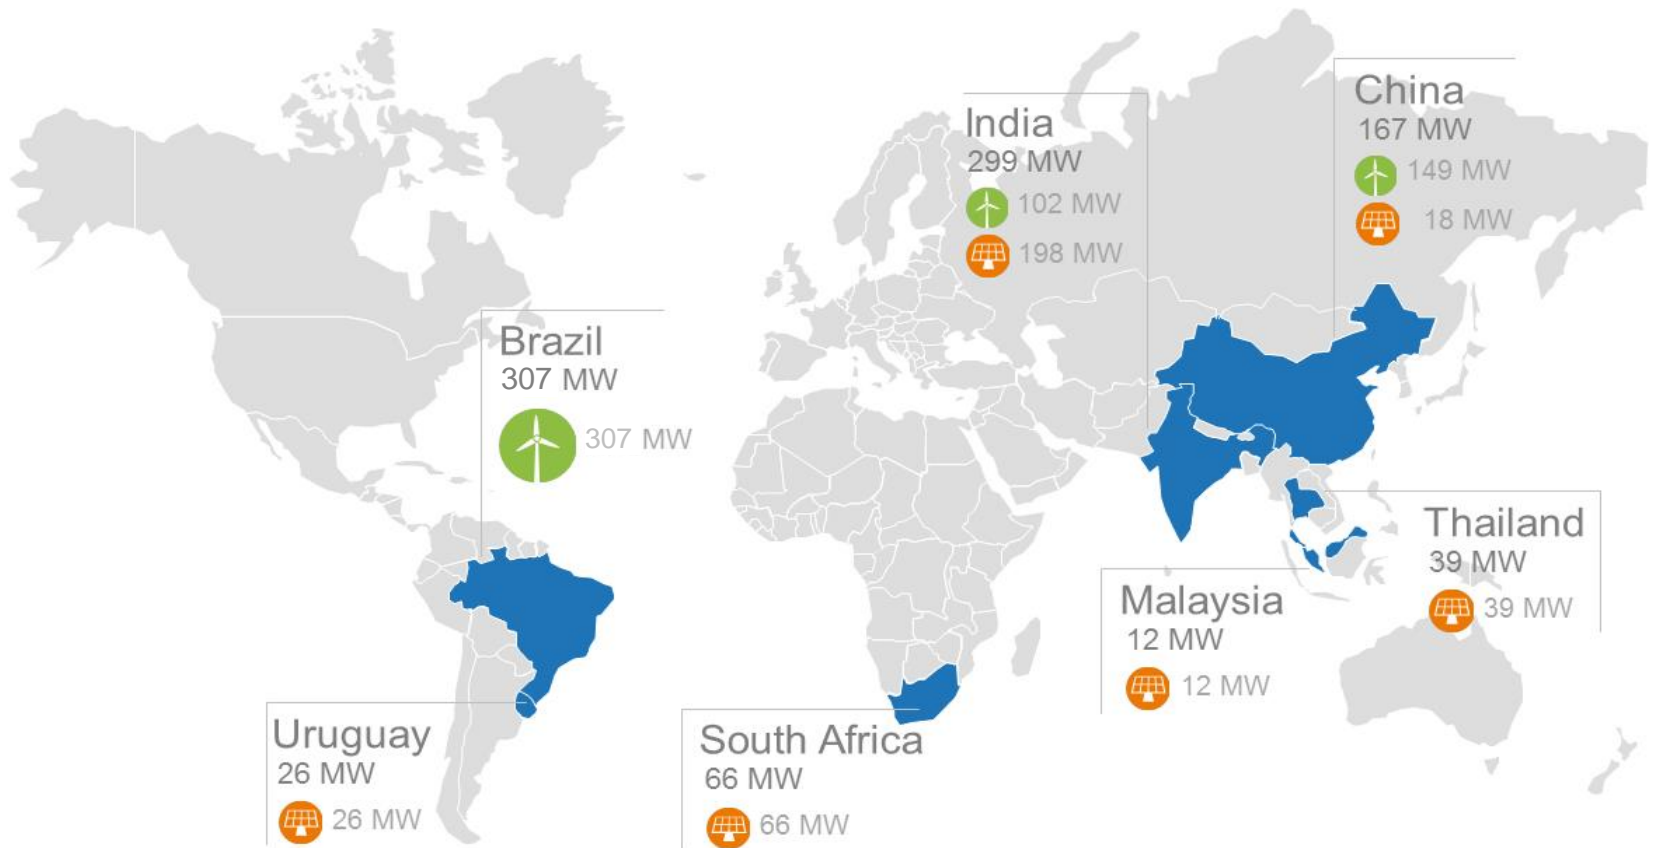 China
167 MW
149 MW
18 MW
India
299 MW
102 MW
198 MW
Brazil
307 MW
307 MW
Thailand
39 MW
39 MW
Malaysia
12 MW
12 MW
Uruguay
26 MW
26 MW
South Africa
66 MW
66 MW